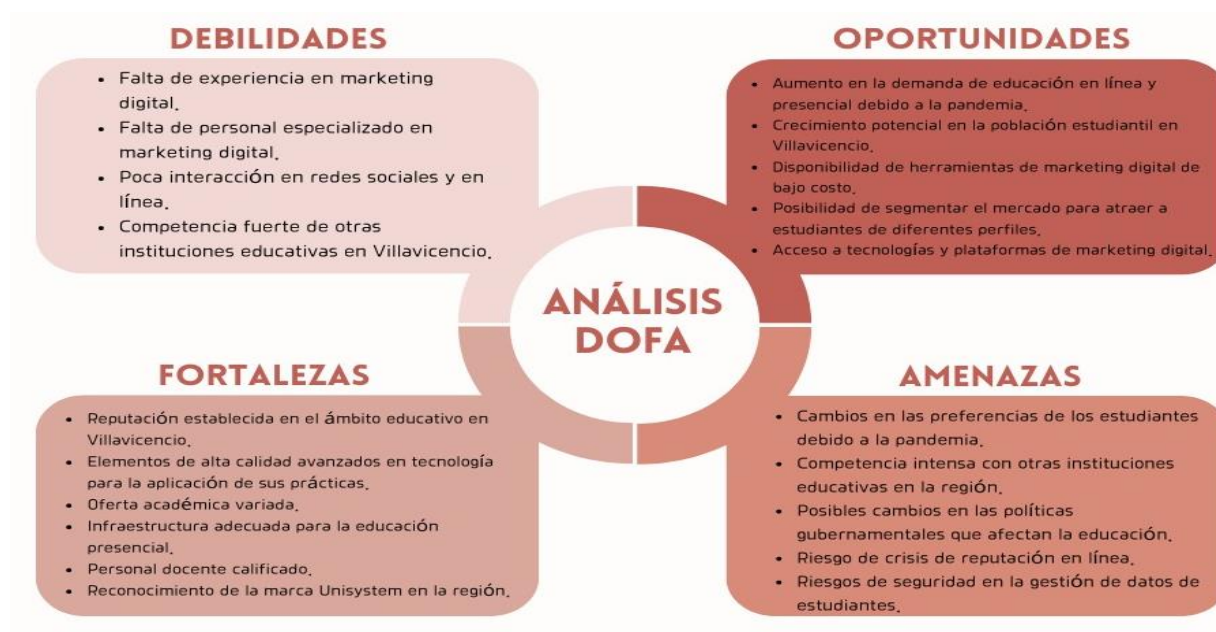 DEBILIDADES
• Falta de experiencia en marketing
digital.
• Falta de personal especializado en
marketing digital.
• Poca interacción en redes sociales y en
línea.
• Competencia fuerte de otras
instituciones educativas en Villavicencio.
OPORTUNIDADES
• Aumento en la demanda de educación en línea y
presencial debido a la pandemia.
• Crecimiento potencial en la población estudiantil en
Villavicencio.
• Disponibilidad de herramientas de marketing digital de
bajo costo.
• Posibilidad de segmentar el mercado para atraer a
estudiantes de diferentes perfiles.
• Acceso a tecnologías y plataformas de marketing digital.
ANÁLISIS
DOFA
FORTALEZAS
• Reputación establecida en el ámbito educativo en
Villavicencio.
• Elementos de alta calidad avanzados en tecnología
para la aplicación de sus prácticas.
• Oferta académica variada.
• Infraestructura adecuada para la educación
presencial.
• Personal docente calificado.
• Reconocimiento de la marca Unisystem en la región.
AMENAZAS
• Cambios en las preferencias de los estudiantes
debido a la pandemia.
• Competencia intensa con otras instituciones
educativas en la región.
• Posibles cambios en las políticas
gubernamentales que afectan la educación.
• Riesgo de crisis de reputación en línea.
• Riesgos de seguridad en la gestión de datos de
estudiantes.